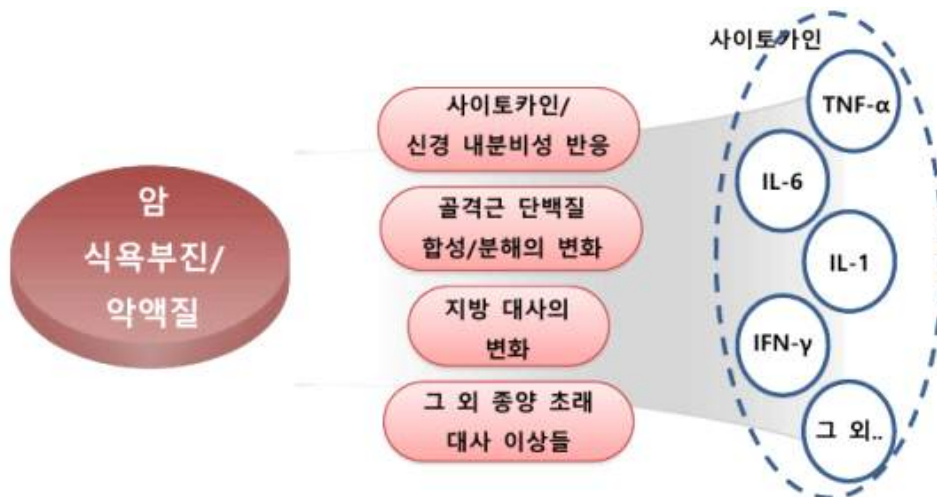 암
식욕부진/
악액질
사이토카인/
신경 내분비성 반응
골격근 단백질
합성/분해의 변화
지방 대사의
변화
그 외 종양 초래
대사 이상들
사이토카인
TNF-α
IL-6
IL-1
IFN-γ
그 외..